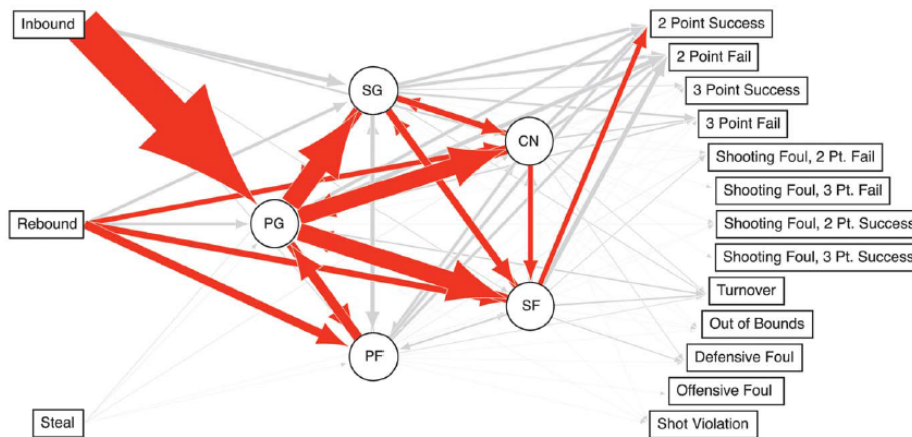 Inbound
2 Point Success
2 Point Fail
SG
3 Point Success
3 Point Fail
CN
Shooting Foul, 2 Pt. Fail
Shooting Foul, 3 Pt. Fail
Rebound
PG
Shooting Foul, 2 Pt. Success
Shooting Foul, 3 Pt. Success
Turnover
SF
Out of Bounds
PF
Defensive Foul
Offensive Foul
Steal
Shot Violation